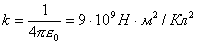 k = 1/(4πε₀) = 9 · 10⁹ Н · м² / Кл²